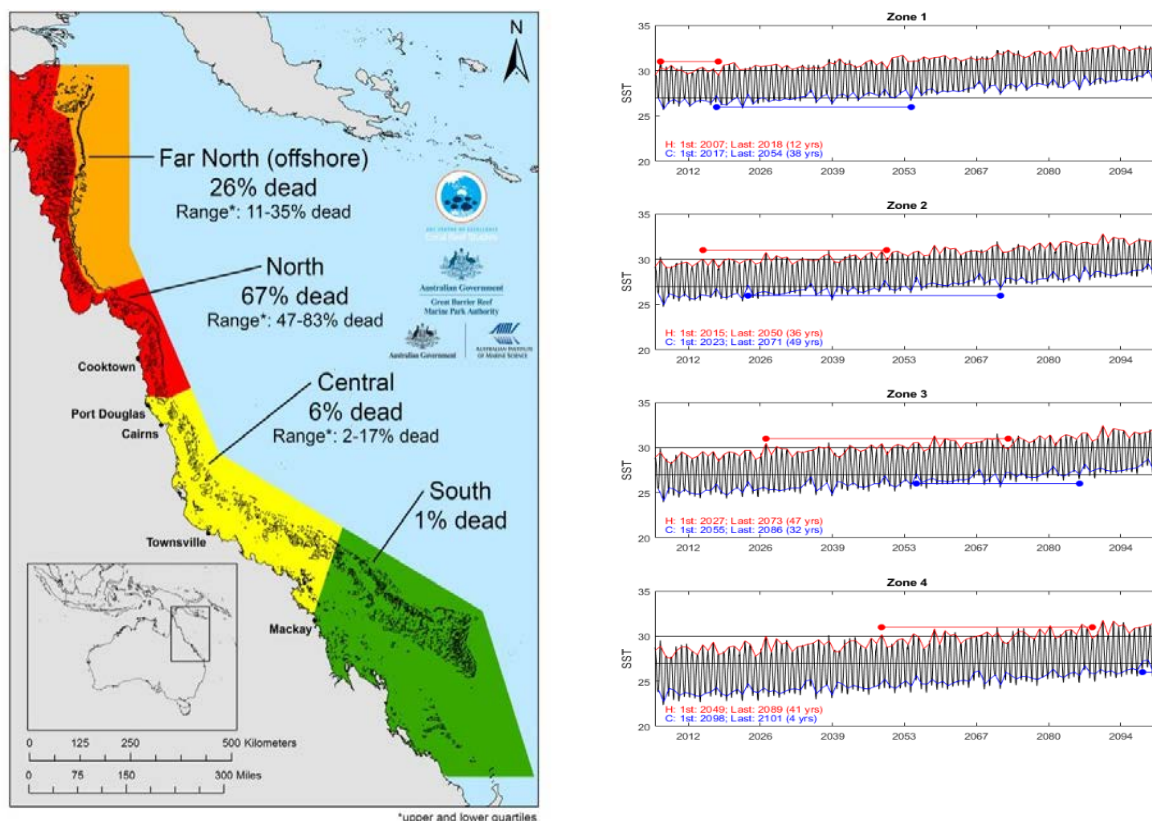 N
Far North (offshore)
26% dead
Range*: 11-35% dead
Australian Government
Great Barrier Reef
Marine Park Authority
Australian Government
AUSTRALIAN INSTITUTE
OF MARINE SCIENCE
North
67% dead
Range*: 47-83% dead
Cooktown
Port Douglas
Cairns
Central
6% dead
Range*: 2-17% dead
South
1% dead
Townsville
Mackay
0 125 250 500 Kilometers
0 75 150 300 Miles
*upper and lower quartiles
Zone 1
35
30
25
20
SST
H: 1st: 2007; Last: 2018 (12 yrs)
C: 1st: 2017; Last: 2054 (38 yrs)
2012 2026 2039 2053 2067 2080 2094
Zone 2
35
30
25
20
SST
H: 1st: 2015; Last: 2050 (36 yrs)
C: 1st: 2023; Last: 2071 (49 yrs)
2012 2026 2039 2053 2067 2080 2094
Zone 3
35
30
25
20
SST
H: 1st: 2027; Last: 2073 (47 yrs)
C: 1st: 2055; Last: 2086 (32 yrs)
2012 2026 2039 2053 2067 2080 2094
Zone 4
35
30
25
20
SST
H: 1st: 2049; Last: 2089 (41 yrs)
C: 1st: 2098; Last: 2101 (4 yrs)
2012 2026 2039 2053 2067 2080 2094